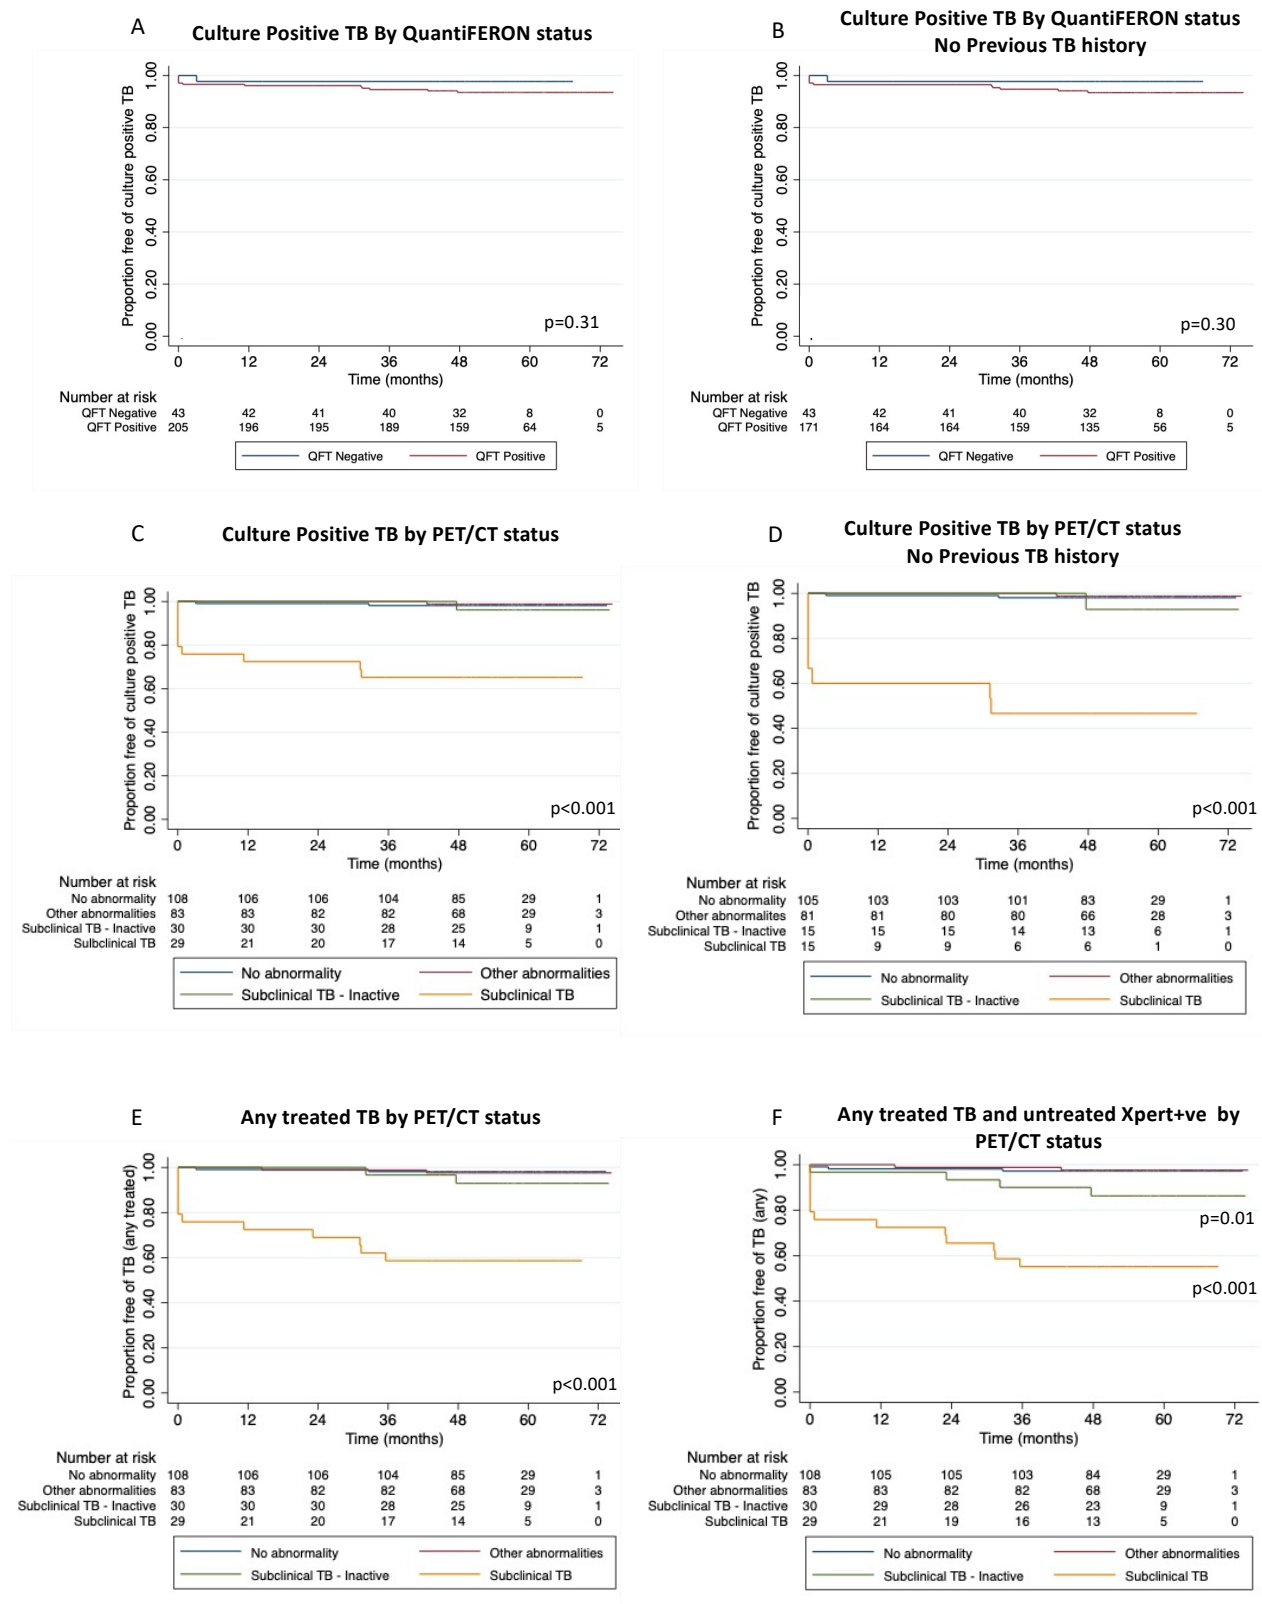 A
Culture Positive TB By QuantiFERON status
Proportion free of culture positive TB
1.00
0.80
0.60
0.40
0.20
0.00
p=0.31
0 12 24 36 48 60 72
Time (months)
Number at risk
QFT Negative 43 42 41 40 32 8 0
QFT Positive 205 196 195 189 159 64 5
QFT Negative QFT Positive
B
Culture Positive TB By QuantiFERON status
No Previous TB history
Proportion free of culture positive TB
1.00
0.80
0.60
0.40
0.20
0.00
p=0.30
0 12 24 36 48 60 72
Time (months)
Number at risk
QFT Negative 43 42 41 40 32 8 0
QFT Positive 171 164 164 159 135 56 5
QFT Negative QFT Positive
C
Culture Positive TB by PET/CT status
Proportion free of culture positive TB
1.00
0.80
0.60
0.40
0.20
0.00
p<0.001
0 12 24 36 48 60 72
Time (months)
Number at risk
No abnormality 108 106 106 104 85 29 1
Other abnormalities 83 83 82 82 68 29 3
Subclinical TB - Inactive 30 30 30 28 25 9 1
Sulbclinical TB 29 21 20 17 14 5 0
No abnormality Other abnormalities
Subclinical TB - Inactive Subclinical TB
D
Culture Positive TB by PET/CT status
No Previous TB history
Proportion free of culture positive TB
1.00
0.80
0.60
0.40
0.20
0.00
p<0.001
0 12 24 36 48 60 72
Time (months)
Number at risk
No abnormality 105 103 103 101 83 29 1
Other abnormalites 81 81 80 80 66 28 3
Subclinical TB - Inactive 15 15 15 14 13 6 1
Subclinical TB 15 9 9 6 6 1 0
No abnormality Other abnormalities
Subclinical TB - Inactive Subclinical TB
E
Any treated TB by PET/CT status
Proportion free of TB (any treated)
1.00
0.80
0.60
0.40
0.20
0.00
p<0.001
0 12 24 36 48 60 72
Time (months)
Number at risk
No abnormality 108 106 106 104 85 29 1
Other abnormalities 83 83 82 82 68 29 3
Subclinical TB - Inactive 30 30 30 28 25 9 1
Subclinical TB 29 21 20 17 14 5 0
No abnormality Other abnormalities
Subclinical TB - Inactive Subclinical TB
F
Any treated TB and untreated Xpert+ve by
PET/CT status
Proportion free of TB (any)
1.00
0.80
0.60
0.40
0.20
0.00
p=0.01
p<0.001
0 12 24 36 48 60 72
Time (months)
Number at risk
No abnormality 108 105 105 103 84 29 1
Other abnormalities 83 83 82 82 68 29 3
Subclinical TB - Inactive 30 29 28 26 23 9 1
Subclinical TB 29 21 19 16 13 5 0
No abnormality Other abnormalities
Subclinical TB - Inactive Subclinical TB